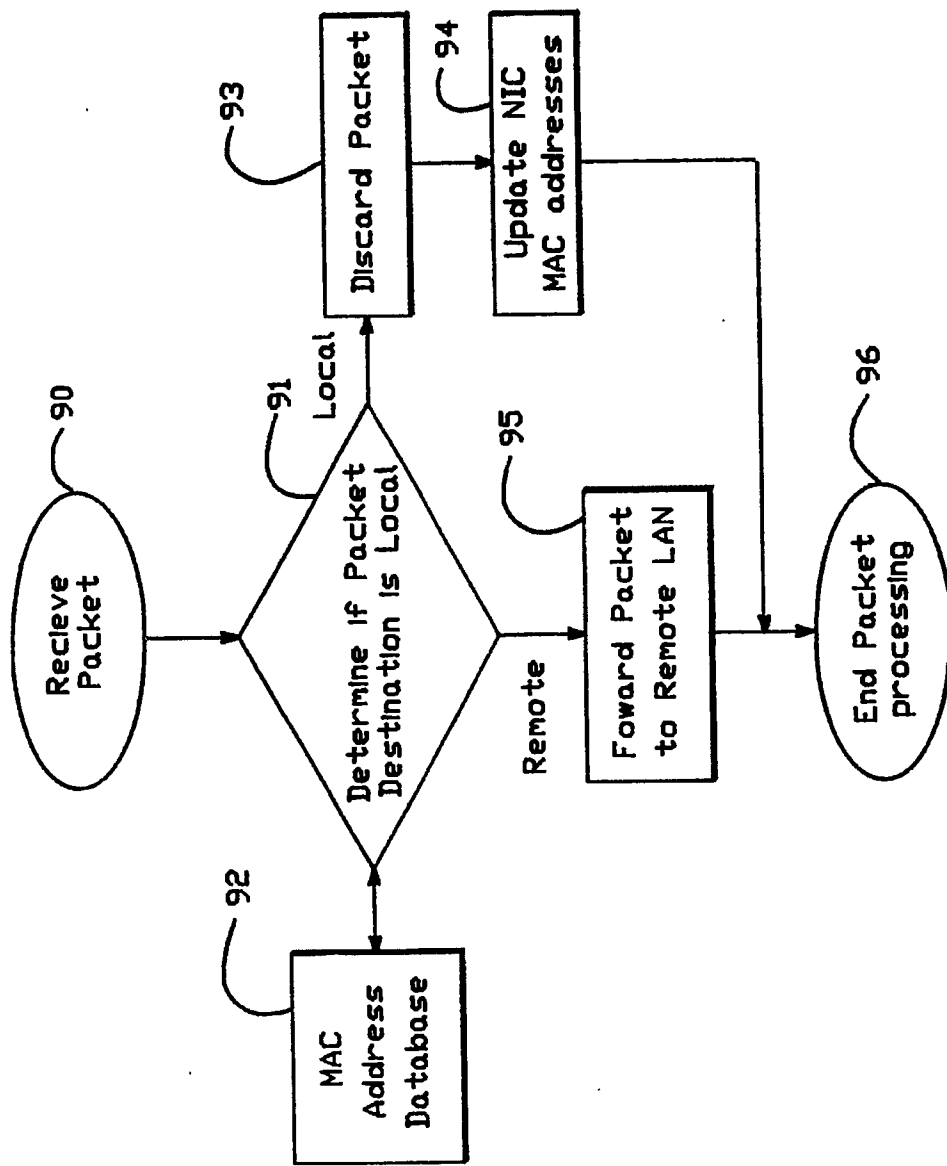 Recieve
Packet
90
Determine if Packet
Destination is Local
91
Local
MAC
Address
Database
92
Discard Packet
93
Update NIC
MAC addresses
94
Remote
Foward Packet
to Remote LAN
95
End Packet
processing
96